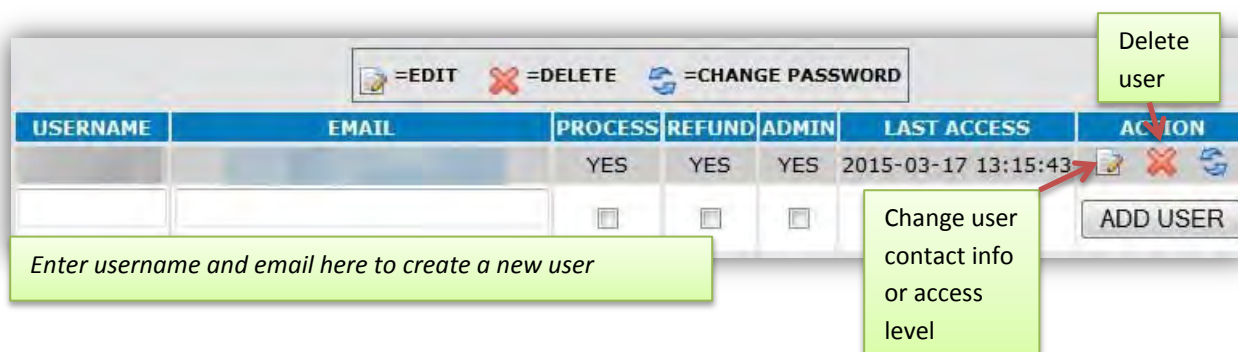 Delete
user
=EDIT =DELETE =CHANGE PASSWORD
USERNAME EMAIL PROCESS REFUND ADMIN LAST ACCESS ACTION
YES YES YES 2015-03-17 13:15:43
ADD USER
Enter username and email here to create a new user
Change user
contact info
or access
level